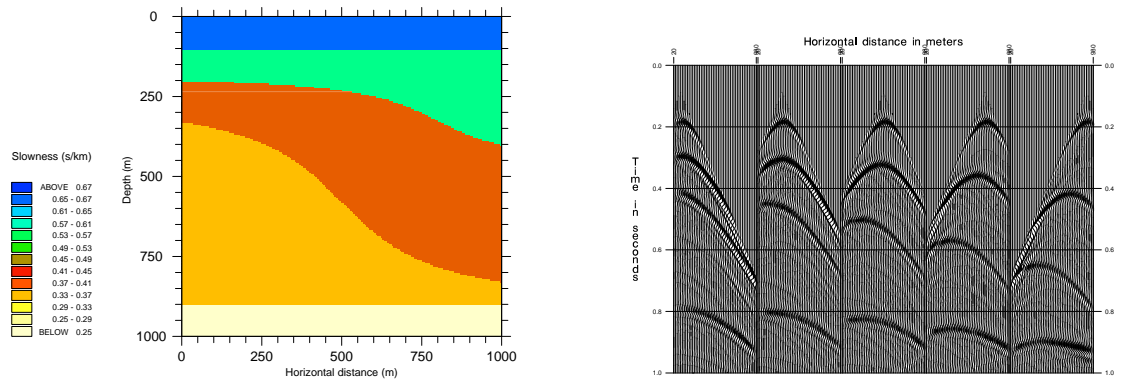 Slowness (s/km)
ABOVE 0.67
0.65 - 0.67
0.61 - 0.65
0.57 - 0.61
0.53 - 0.57
0.49 - 0.53
0.45 - 0.49
0.41 - 0.45
0.37 - 0.41
0.33 - 0.37
0.29 - 0.33
0.25 - 0.29
BELOW 0.25
Depth (m)
0
250
500
750
1000
0 250 500 750 1000
Horizontal distance (m)
Horizontal distance in meters
20
Time in seconds
0.0 0.0
0.2 0.2
0.4 0.4
0.6 0.6
0.8 0.8
1.0 1.0